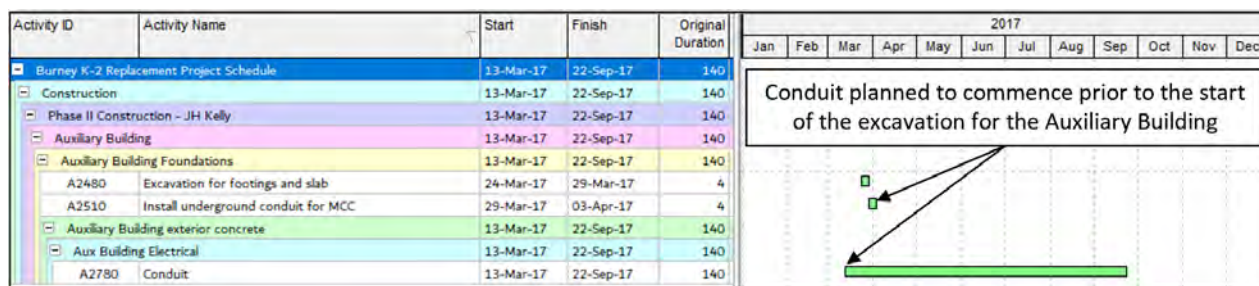 Activity ID Activity Name Start Finish Original Duration 2017
Jan Feb Mar Apr May Jun Jul Aug Sep Oct Nov Dec
Burney K-2 Replacement Project Schedule 13-Mar-17 22-Sep-17 140
Construction 13-Mar-17 22-Sep-17 140
Phase II Construction - JH Kelly 13-Mar-17 22-Sep-17 140
Auxiliary Building 13-Mar-17 22-Sep-17 140
Auxiliary Building Foundations 13-Mar-17 22-Sep-17 140
A2480 Excavation for footings and slab 24-Mar-17 29-Mar-17 4
A2510 Install underground conduit for MCC 29-Mar-17 03-Apr-17 4
Auxiliary Building exterior concrete 13-Mar-17 22-Sep-17 140
Aux Building Electrical 13-Mar-17 22-Sep-17 140
A2780 Conduit 13-Mar-17 22-Sep-17 140
Conduit planned to commence prior to the start
of the excavation for the Auxiliary Building